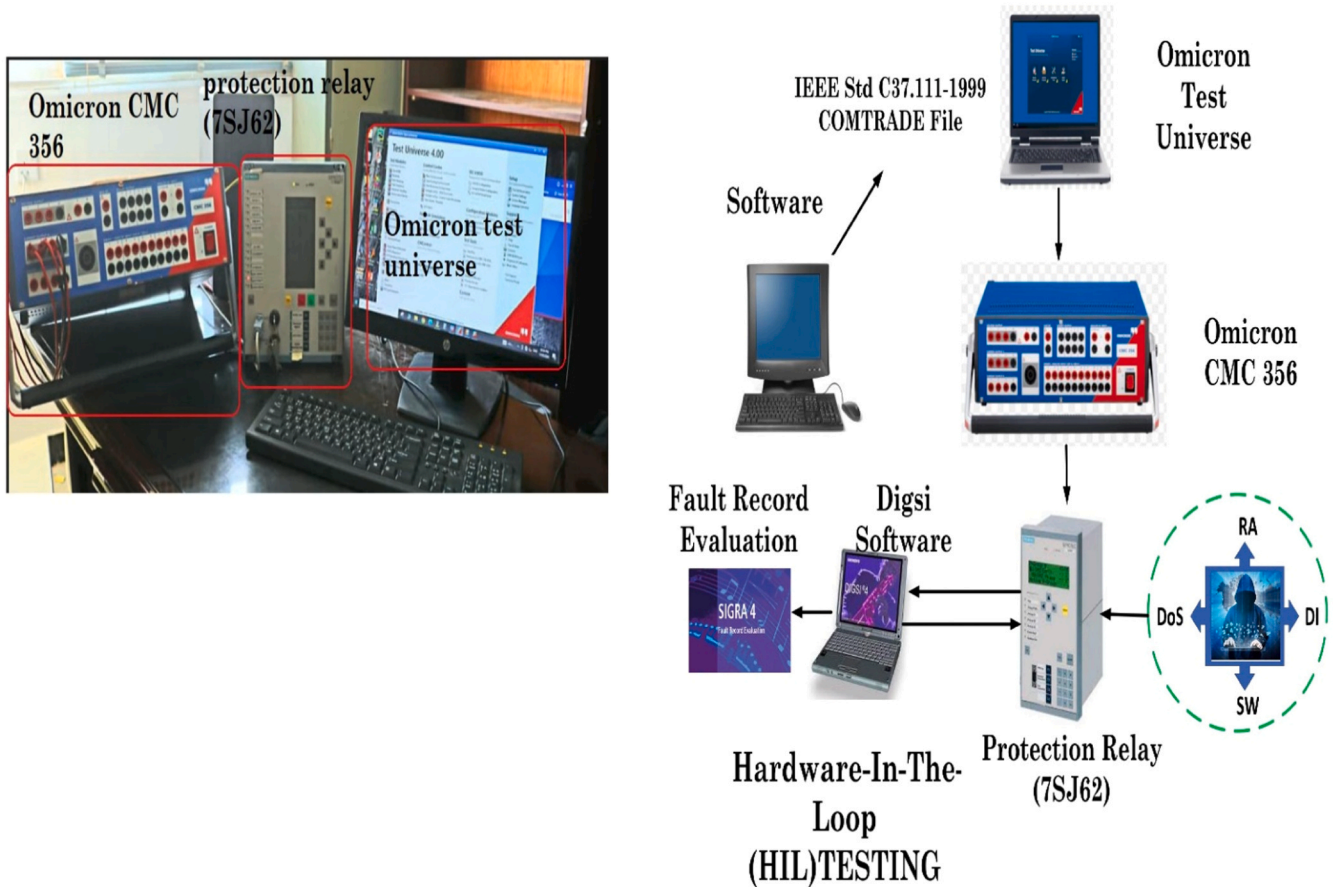 Omicron CMC
356
protection relay
(7SJ62)
Test Universe 4.00
Omicron test
universe
IEEE Std C37.111-1999
COMTRADE File
Omicron
Test
Universe
Software
Omicron
CMC 356
Fault Record
Evaluation
Digsi
Software
SIGRA 4
Fault Record Evaluation
DIGSI 4
RA
DoS
DI
SW
Protection Relay
(7SJ62)
Hardware-In-The-
Loop
(HIL)TESTING